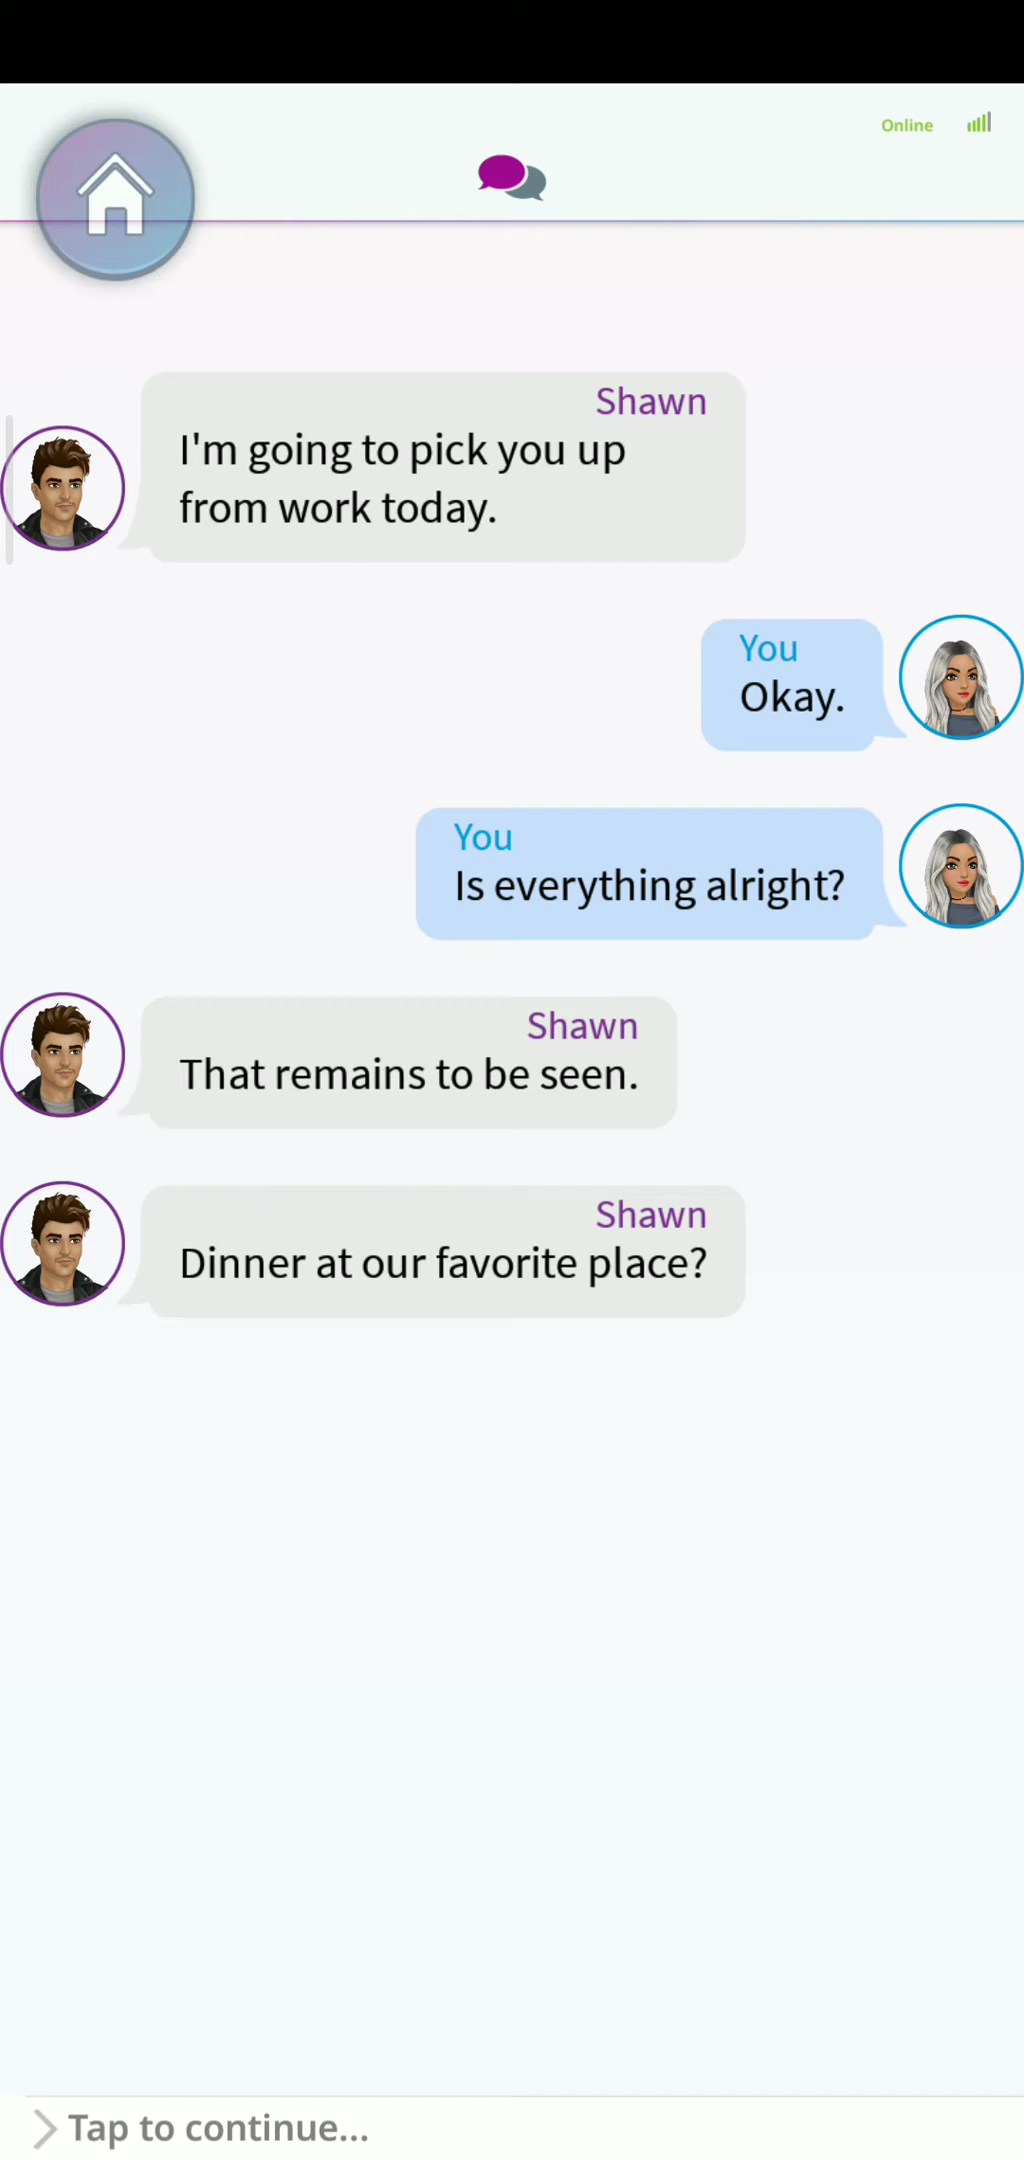 Online
Shawn
I'm going to pick you up
from work today.
You
Okay.
You
Is everything alright?
Shawn
That remains to be seen.
Shawn
Dinner at our favorite place?
Tap to continue...